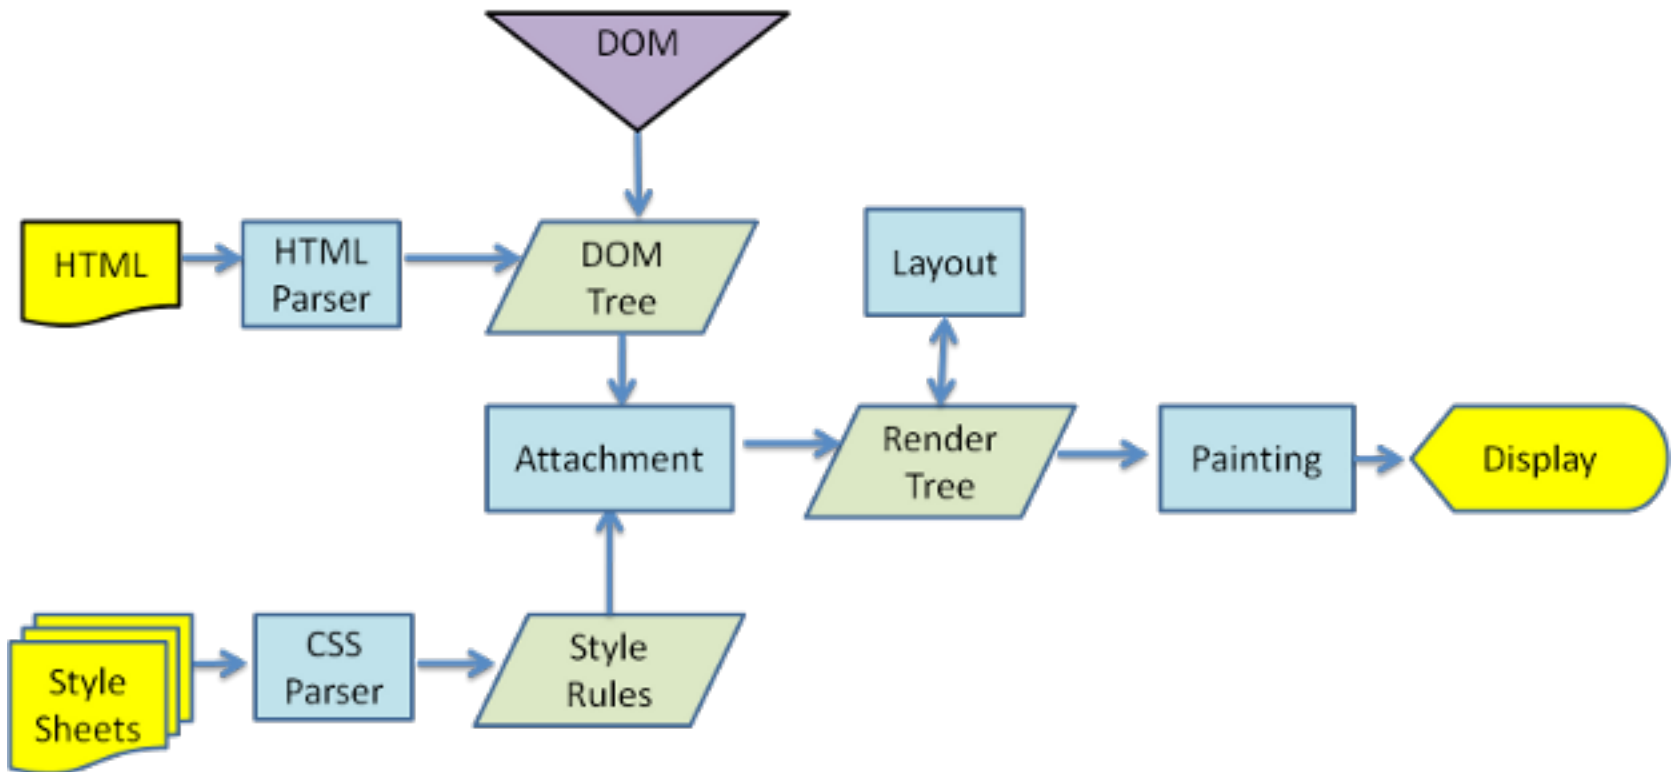 DOM
HTML
HTML
Parser
DOM
Tree
Layout
Attachment
Render
Tree
Painting
Display
Style
Sheets
CSS
Parser
Style
Rules